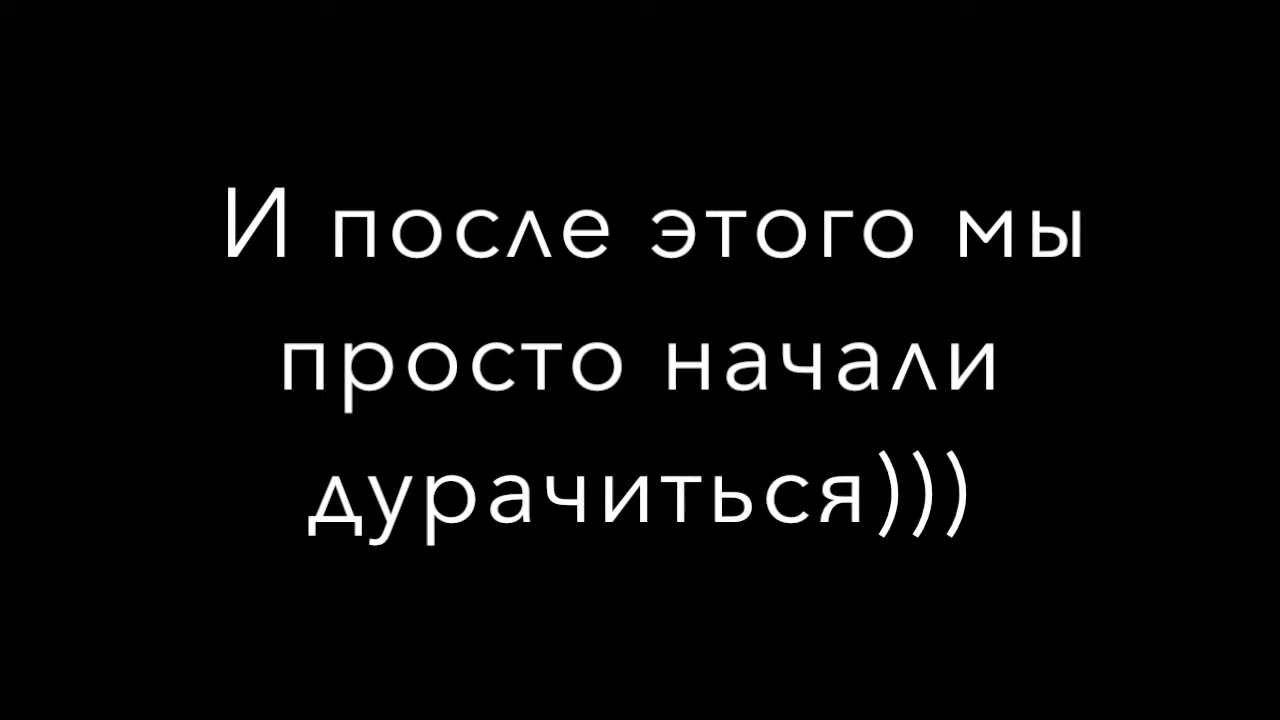 И после этого мы
просто начали
дурачиться)))